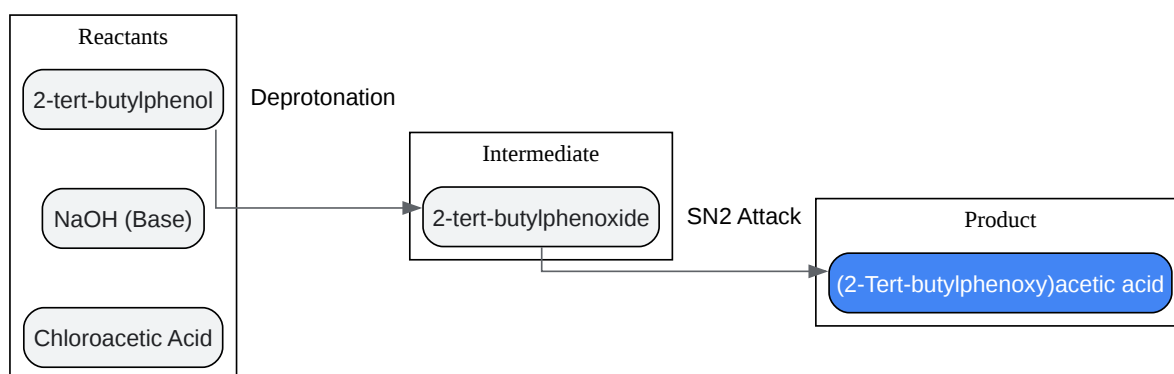 Reactants
2-tert-butylphenol
Deprotonation
NaOH (Base)
Chloroacetic Acid
Intermediate
2-tert-butylphenoxide
SN2 Attack
Product
(2-Tert-butylphenoxy)acetic acid